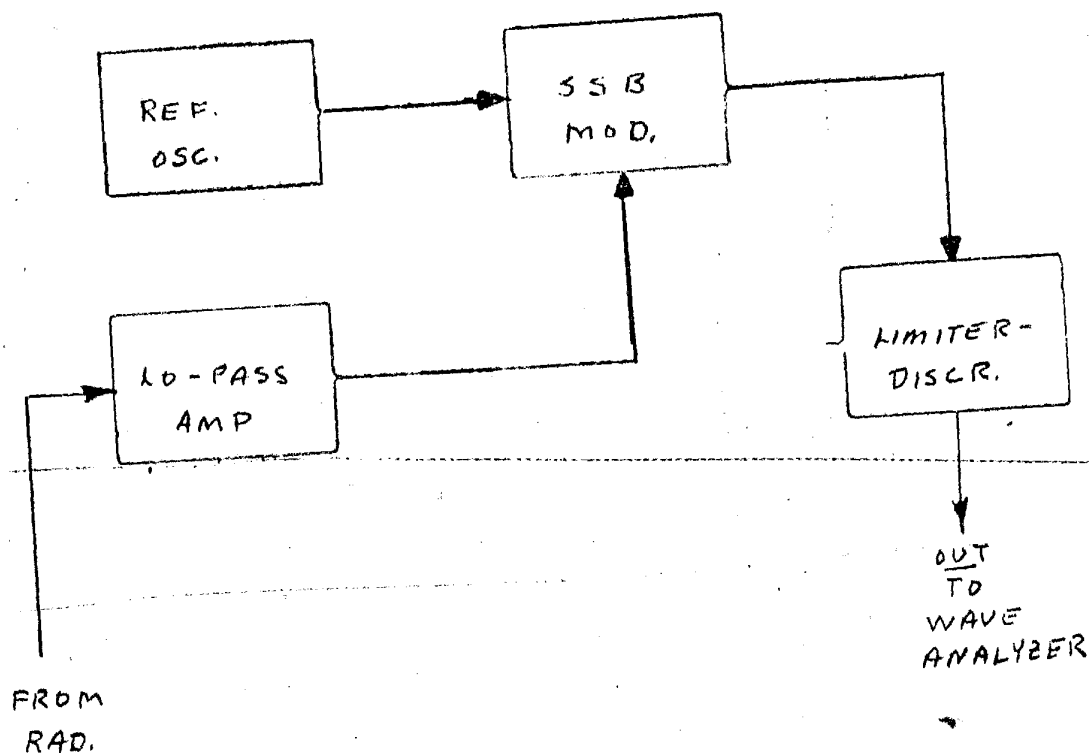 REF.
OSC.
SSB
MOD.
LO-PASS
AMP
LIMITER-
DISCR.
OUT
TO
WAVE
ANALYZER
FROM
RAD.